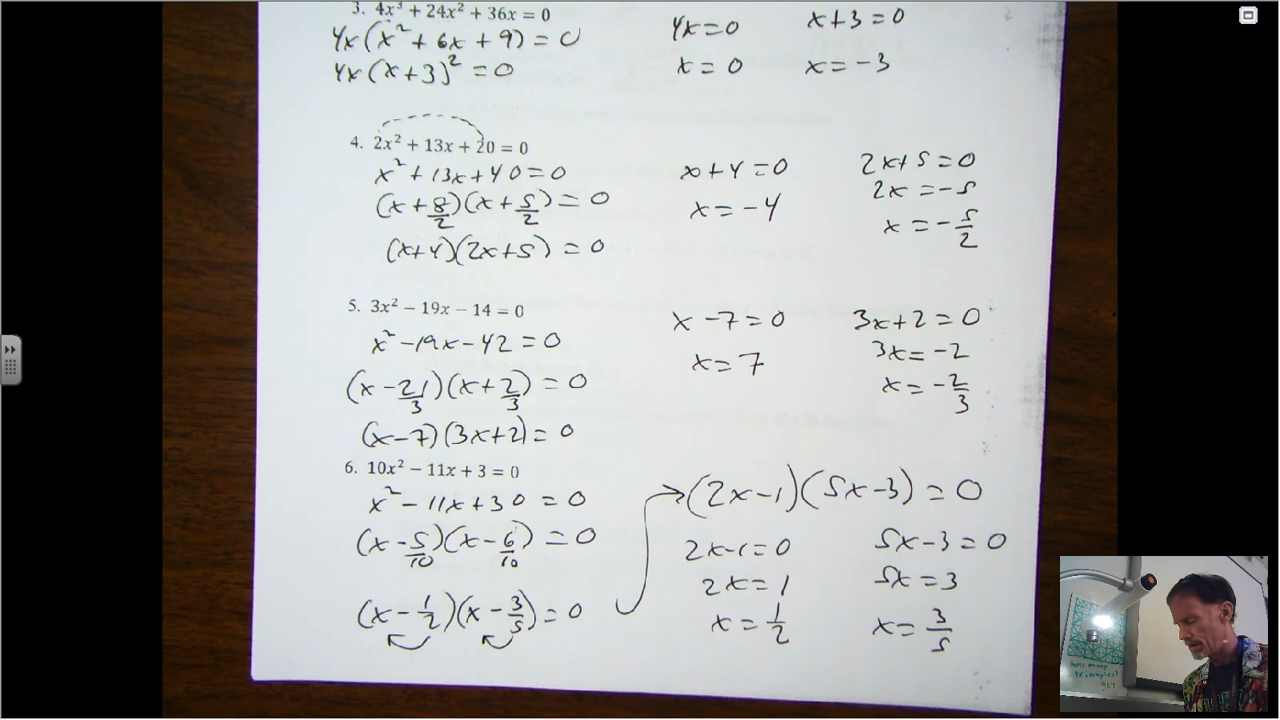 3. 4x³ + 24x² + 36x = 0
4x(x² + 6x + 9) = 0
4x(x+3)² = 0
4x = 0
x = 0
x + 3 = 0
x = -3
4. 2x² + 13x + 20 = 0
x² + 13x + 40 = 0
(x + 8/2)(x + 5/2) = 0
(x+4)(2x+5) = 0
x + 4 = 0
x = -4
2x + 5 = 0
2x = -5
x = -5/2
5. 3x² − 19x − 14 = 0
x² - 19x - 42 = 0
(x - 21/3)(x + 2/3) = 0
(x-7)(3x+2) = 0
x - 7 = 0
x = 7
3x + 2 = 0
3x = -2
x = -2/3
6. 10x² − 11x + 3 = 0
x² - 11x + 30 = 0
(x - 5/10)(x - 6/10) = 0
(x - 1/2)(x - 3/5) = 0
(2x-1)(5x-3) = 0
2x-1 = 0
2x = 1
x = 1/2
5x - 3 = 0
5x = 3
x = 3/5
how many
triangles?